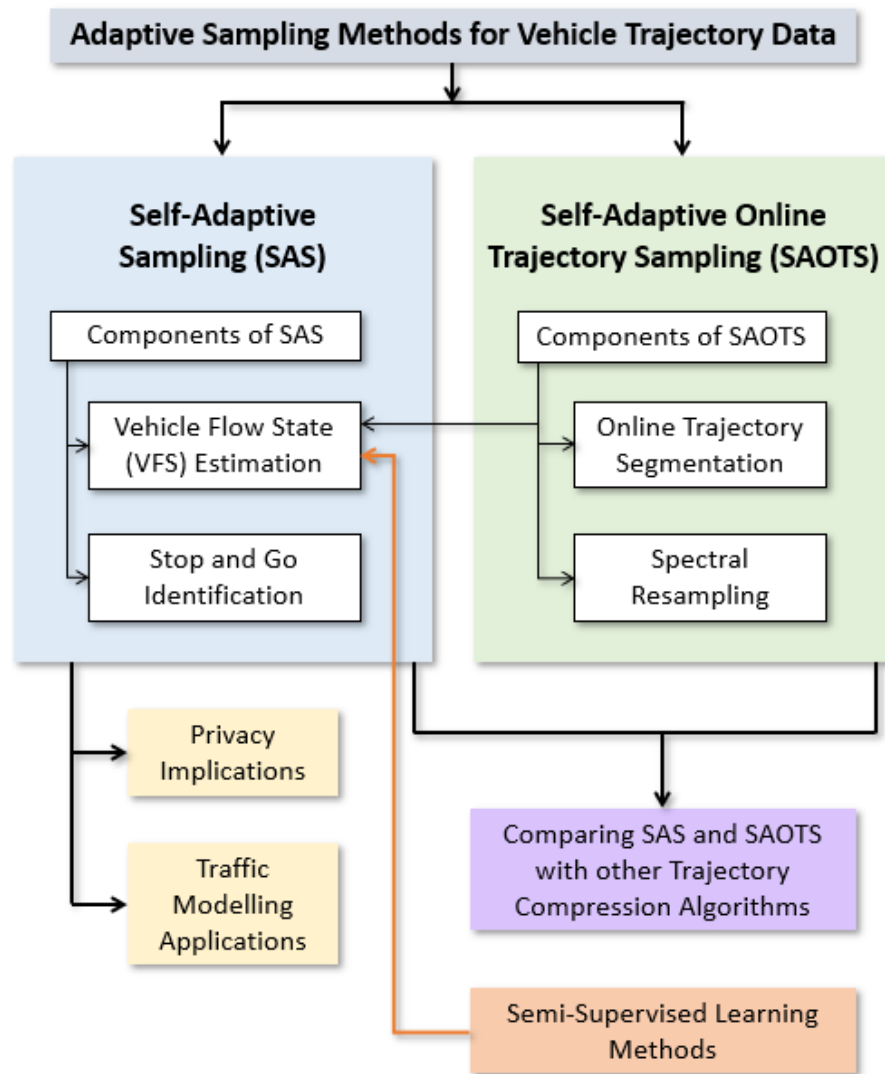 Adaptive Sampling Methods for Vehicle Trajectory Data
Self-Adaptive
Sampling (SAS)
Components of SAS
Vehicle Flow State
(VFS) Estimation
Stop and Go
Identification
Self-Adaptive Online
Trajectory Sampling (SAOTS)
Components of SAOTS
Online Trajectory
Segmentation
Spectral
Resampling
Privacy
Implications
Traffic
Modelling
Applications
Comparing SAS and SAOTS
with other Trajectory
Compression Algorithms
Semi-Supervised Learning
Methods